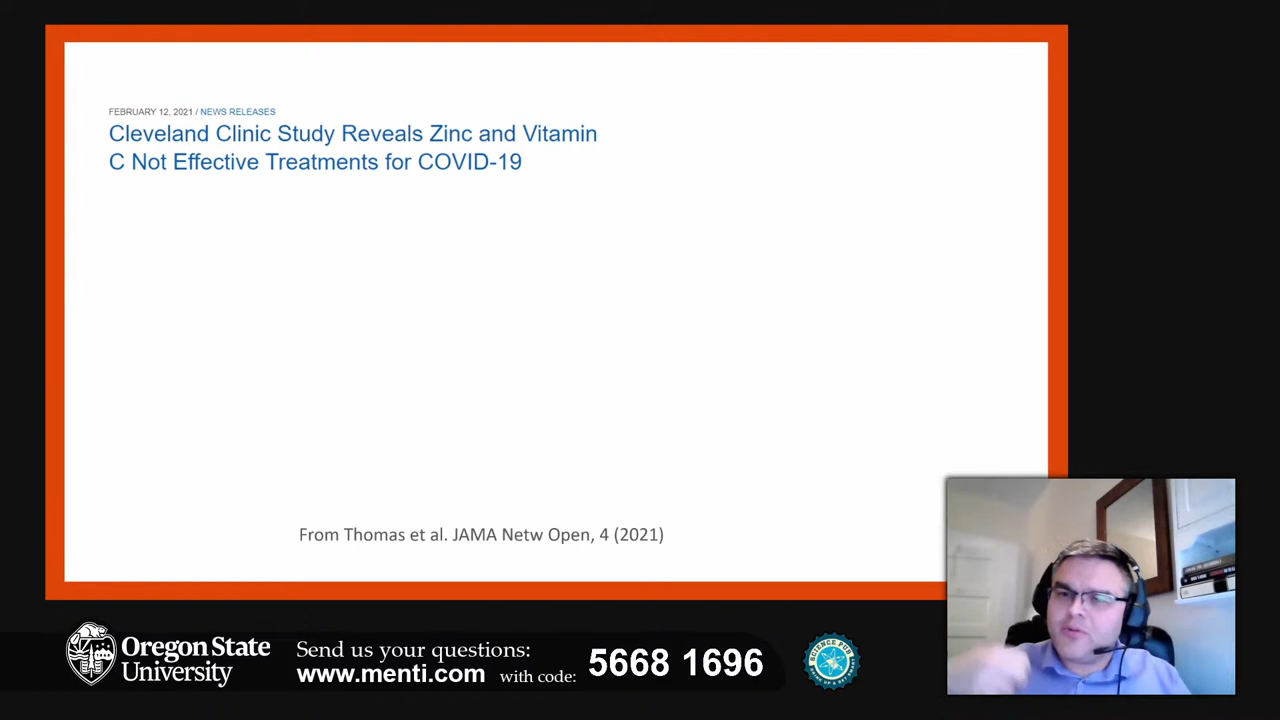 FEBRUARY 12, 2021 / NEWS RELEASES
Cleveland Clinic Study Reveals Zinc and Vitamin
C Not Effective Treatments for COVID-19
From Thomas et al. JAMA Netw Open, 4 (2021)
Oregon State
University
Send us your questions:
www.menti.com with code:
5668 1696
SCIENCE PUB